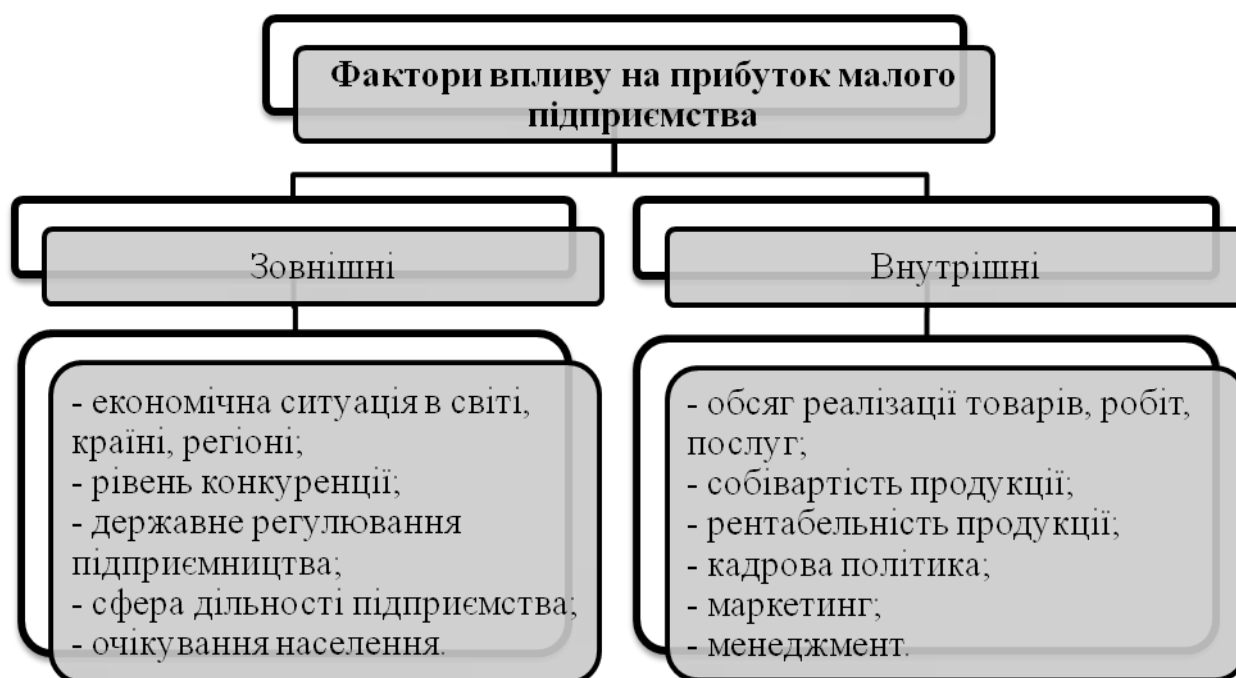 Фактори впливу на прибуток малого
підприємства
Зовнішні
Внутрішні
- економічна ситуація в світі,
країні, регіоні;
- рівень конкуренції;
- державне регулювання
підприємництва;
- сфера дільності підприємства;
- очікування населення.
- обсяг реалізації товарів, робіт,
послуг;
- собівартість продукції;
- рентабельність продукції;
- кадрова політика;
- маркетинг;
- менеджмент.